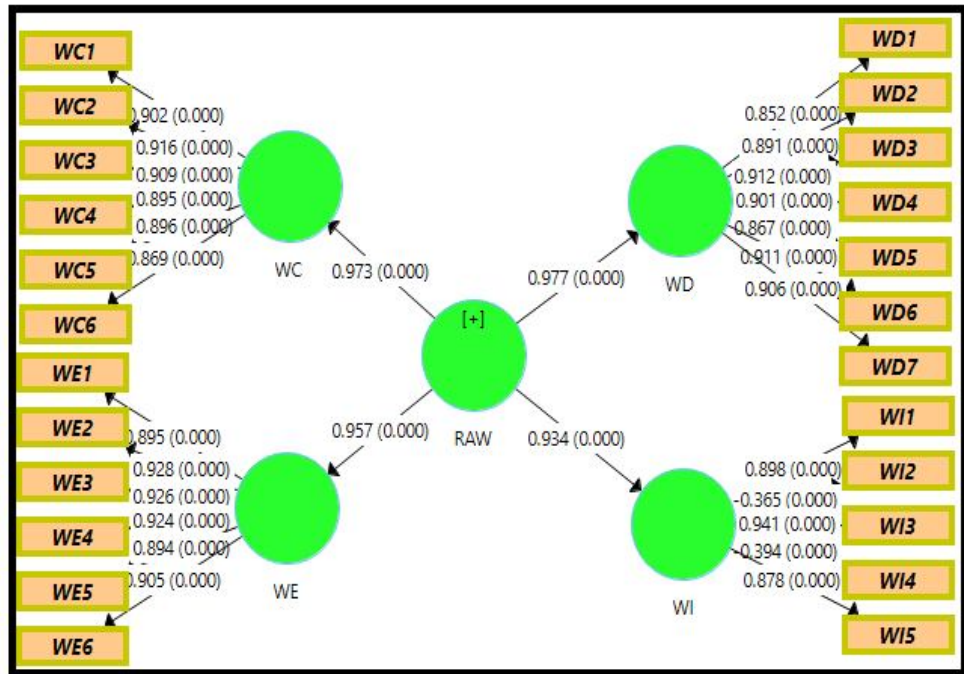 WC1
WC2
WC3
WC4
WC5
WC6
0.902 (0.000)
0.916 (0.000)
0.909 (0.000)
0.895 (0.000)
0.896 (0.000)
0.869 (0.000)
WC
0.973 (0.000)
WE1
WE2
WE3
WE4
WE5
WE6
0.895 (0.000)
0.928 (0.000)
0.926 (0.000)
0.924 (0.000)
0.894 (0.000)
0.905 (0.000)
WE
0.957 (0.000)
[+]
RAW
0.977 (0.000)
0.934 (0.000)
WD
0.852 (0.000)
0.891 (0.000)
0.912 (0.000)
0.901 (0.000)
0.867 (0.000)
0.911 (0.000)
0.906 (0.000)
WD1
WD2
WD3
WD4
WD5
WD6
WD7
WI
0.898 (0.000)
-0.365 (0.000)
0.941 (0.000)
-0.394 (0.000)
0.878 (0.000)
WI1
WI2
WI3
WI4
WI5